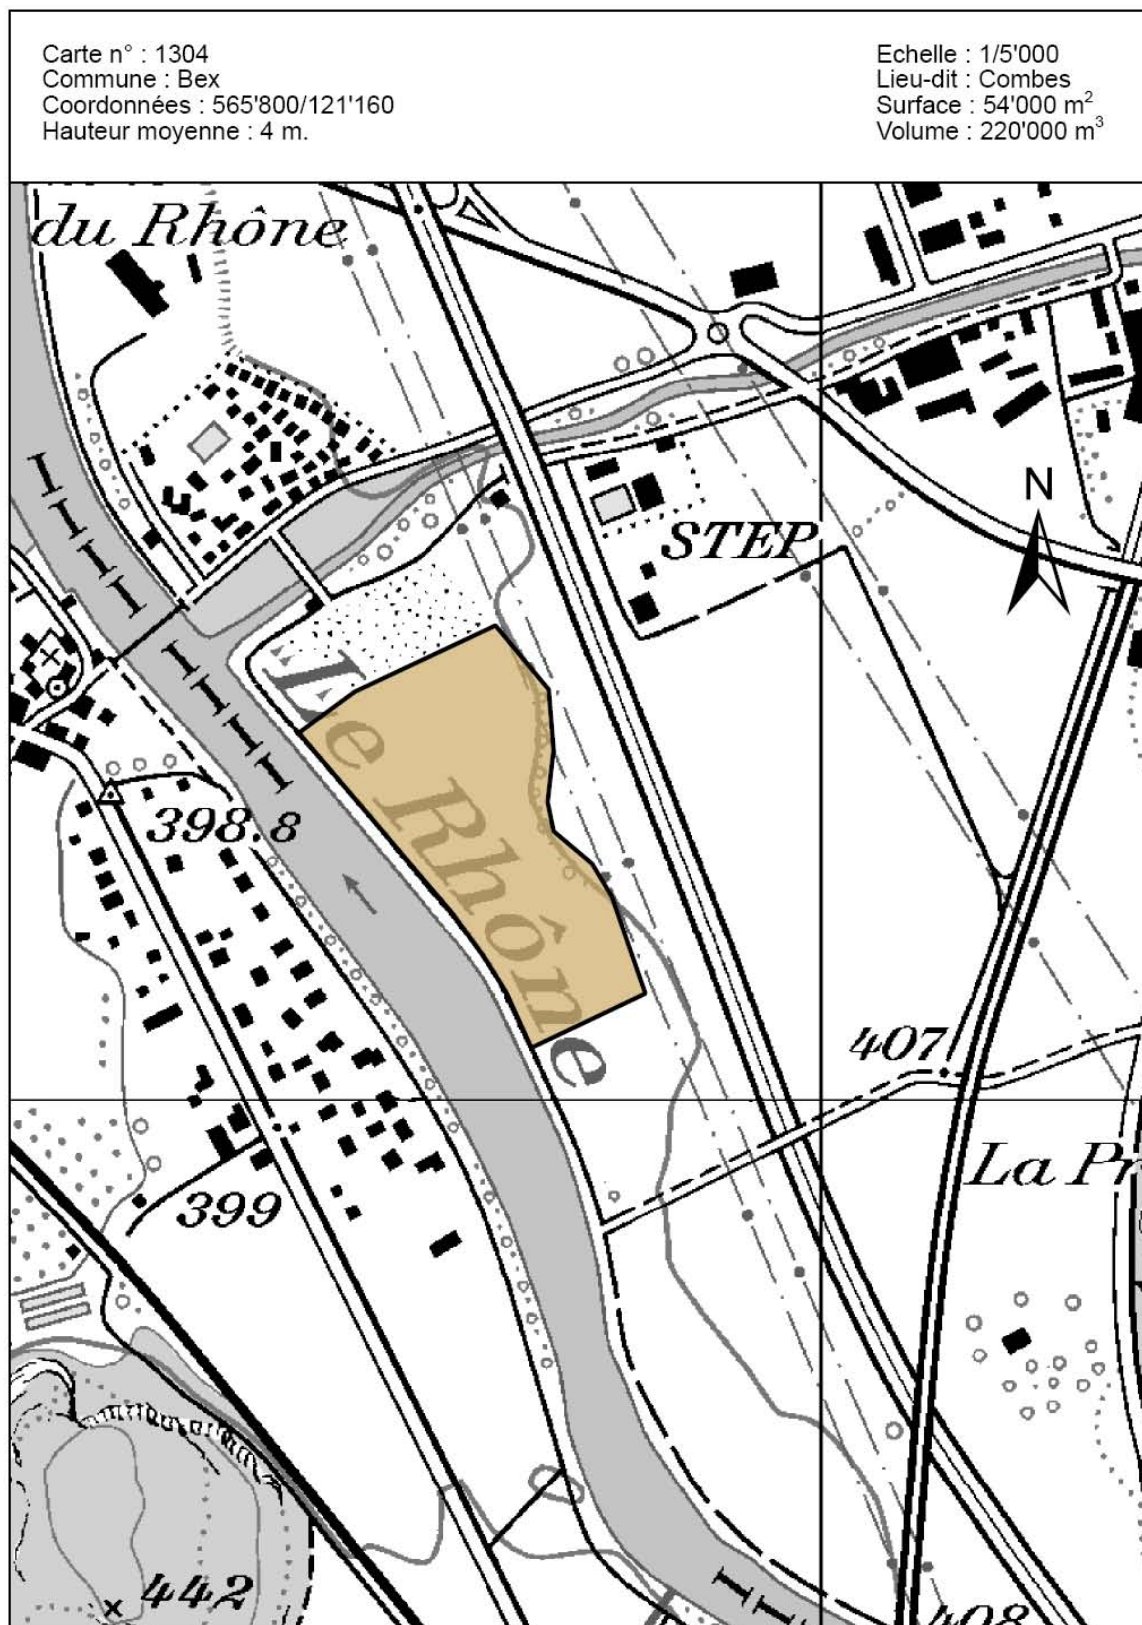 Carte n° : 1304
Commune : Bex
Coordonnées : 565'800/121'160
Hauteur moyenne : 4 m.
Echelle : 1/5'000
Lieu-dit : Combes
Surface : 54'000 m²
Volume : 220'000 m³
du Rhône
N
STEP
Le Rhône
398.8
407
La Pr
399
442
408